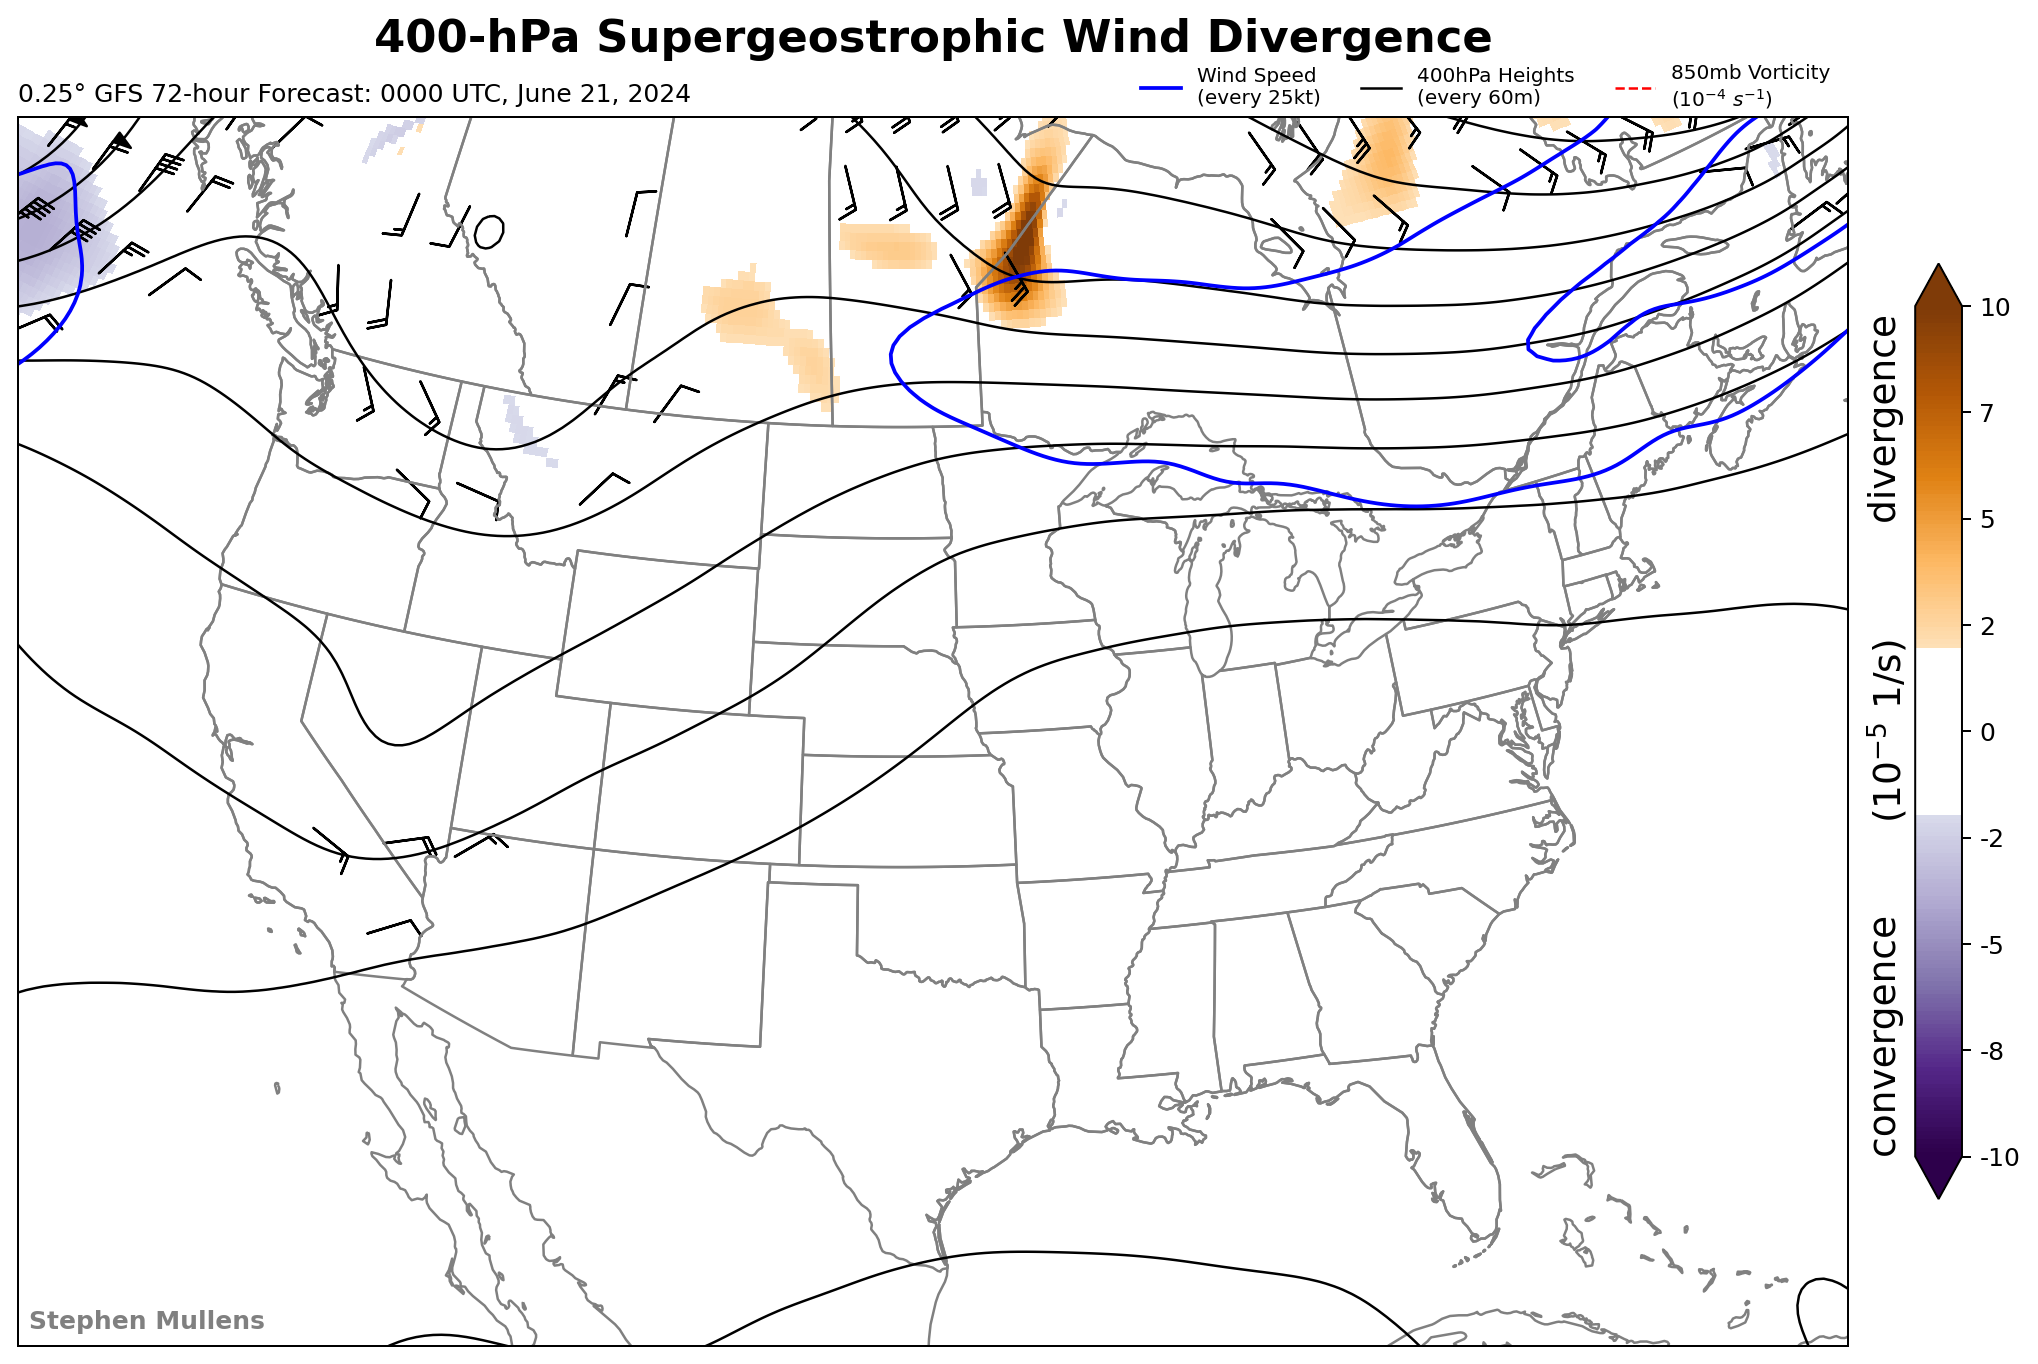 400-hPa Supergeostrophic Wind Divergence
0.25° GFS 72-hour Forecast: 0000 UTC, June 21, 2024
Wind Speed
(every 25kt)
400hPa Heights
(every 60m)
850mb Vorticity
(10⁻⁴ s⁻¹)
10
7
5
2
0
-2
-5
-8
-10
convergence (10⁻⁵ 1/s) divergence
Stephen Mullens